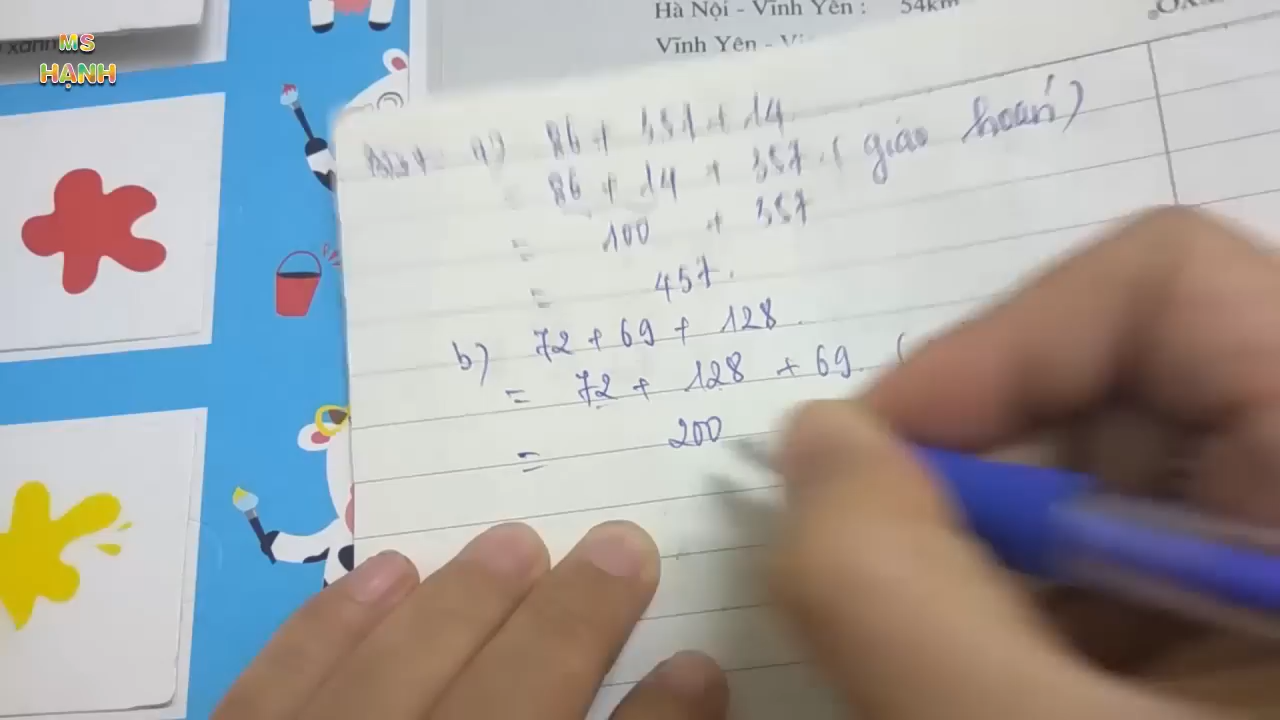 MS
HẠNH
Hà Nội - Vĩnh Yên : 54km
Vĩnh Yên -
86 + 357 + 14
86 + 14 + 357. (giao hoán)
= 100 + 357
= 457.
b) 72 + 69 + 128.
= 72 + 128 + 69. (
= 200